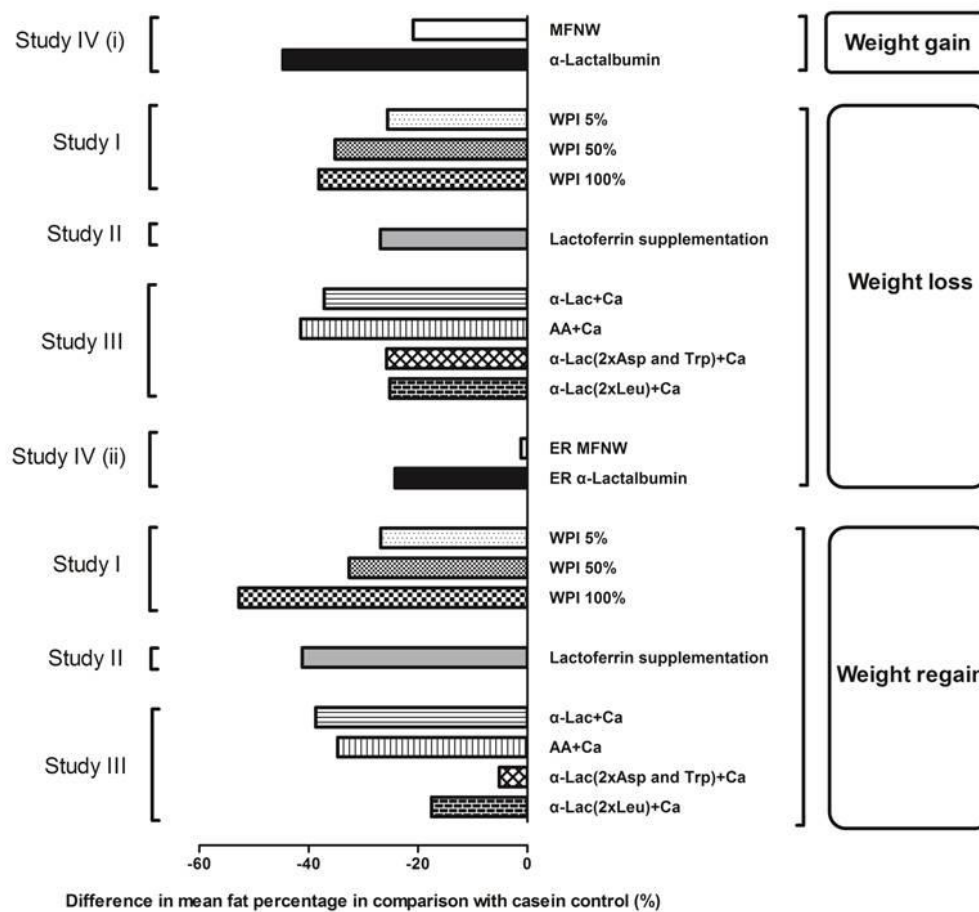 Study IV (i)
MFNW
α-Lactalbumin
Weight gain
Study I
WPI 5%
WPI 50%
WPI 100%
Study II
Lactoferrin supplementation
Weight loss
Study III
α-Lac+Ca
AA+Ca
α-Lac(2xAsp and Trp)+Ca
α-Lac(2xLeu)+Ca
Study IV (ii)
ER MFNW
ER α-Lactalbumin
Study I
WPI 5%
WPI 50%
WPI 100%
Study II
Lactoferrin supplementation
Weight regain
Study III
α-Lac+Ca
AA+Ca
α-Lac(2xAsp and Trp)+Ca
α-Lac(2xLeu)+Ca
-60 -40 -20 0
Difference in mean fat percentage in comparison with casein control (%)